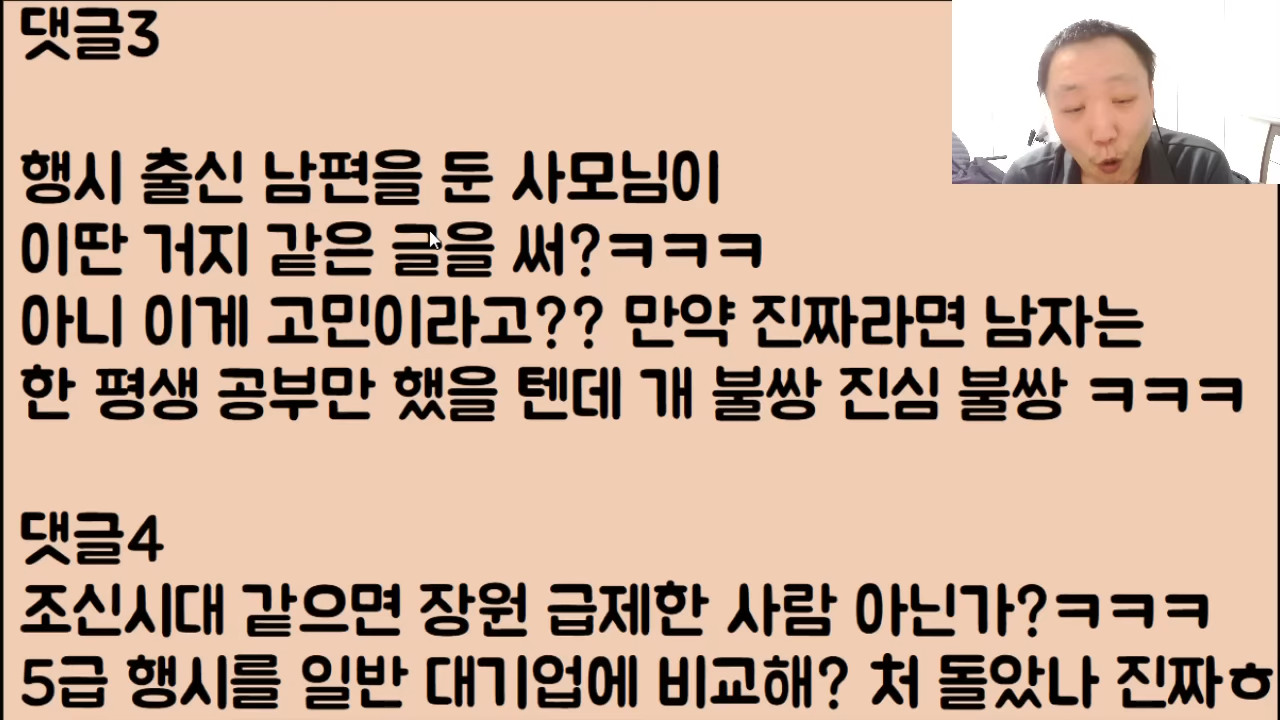 댓글3
행시 출신 남편을 둔 사모님이
이딴 거지 같은 글을 써?ㅋㅋㅋ
아니 이게 고민이라고?? 만약 진짜라면 남자는
한 평생 공부만 했을 텐데 개 불쌍 진심 불쌍 ㅋㅋㅋ
댓글4
조신시대 같으면 장원 급제한 사람 아닌가?ㅋㅋㅋ
5급 행시를 일반 대기업에 비교해? 처 돌았나 진짜ㅎ